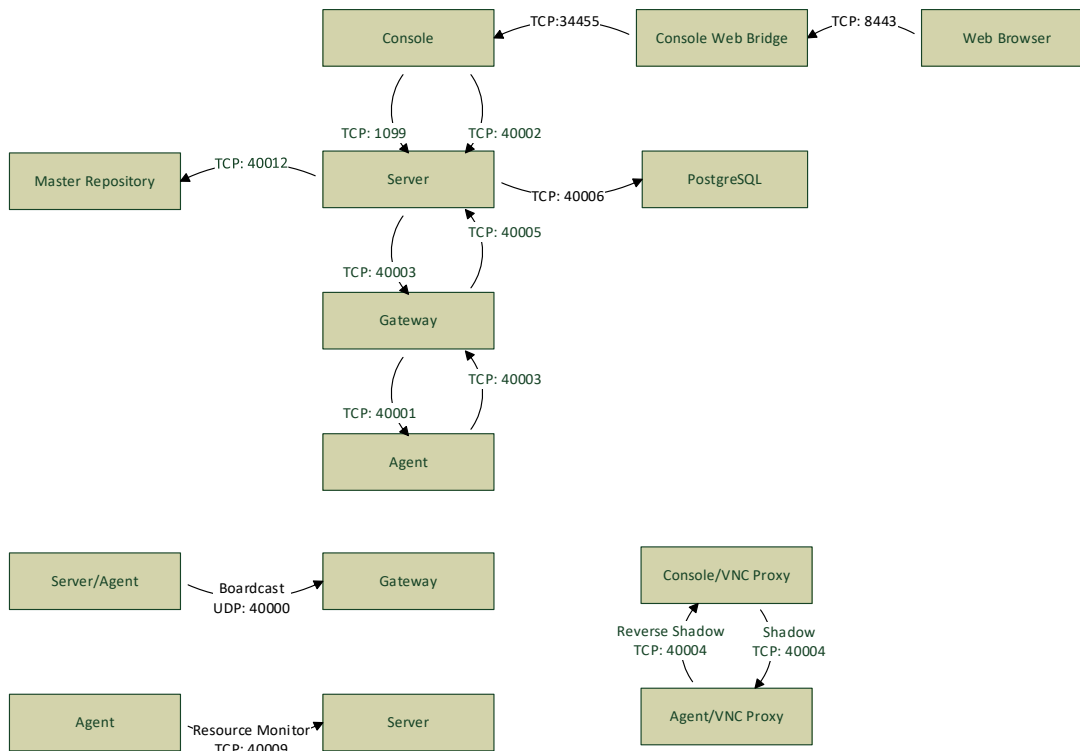 TCP:34455
TCP: 8443
Console
Console Web Bridge
Web Browser
TCP: 1099
TCP: 40002
TCP: 40012
Master Repository
Server
PostgreSQL
TCP: 40006
TCP: 40005
TCP: 40003
Gateway
TCP: 40003
TCP: 40001
Agent
Server/Agent
Boardcast
UDP: 40000
Gateway
Console/VNC Proxy
Reverse Shadow
TCP: 40004
Shadow
TCP: 40004
Agent
Resource Monitor
TCP: 40009
Server
Agent/VNC Proxy